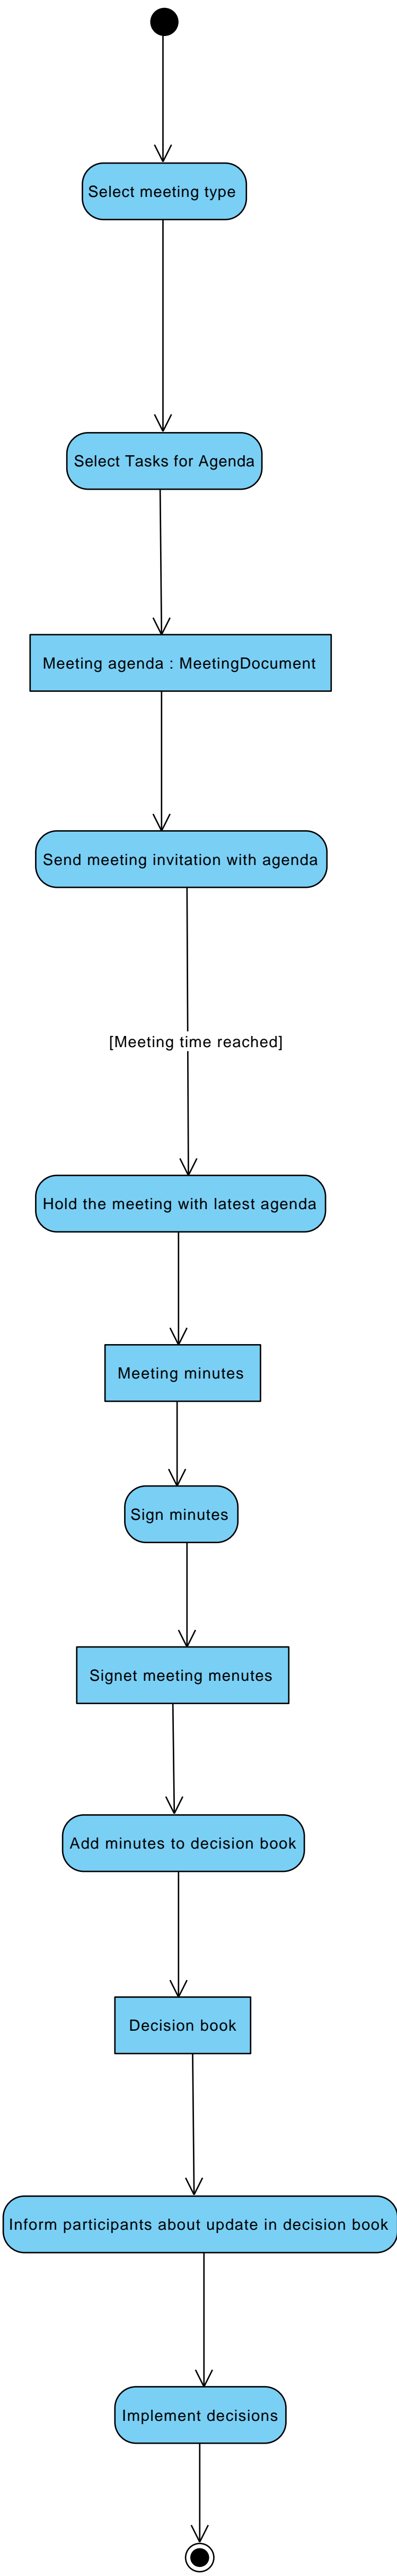 Select meeting type
Select Tasks for Agenda
Meeting agenda : MeetingDocument
Send meeting invitation with agenda
[Meeting time reached]
Hold the meeting with latest agenda
Meeting minutes
Sign minutes
Signet meeting menutes
Add minutes to decision book
Decision book
Inform participants about update in decision book
Implement decisions